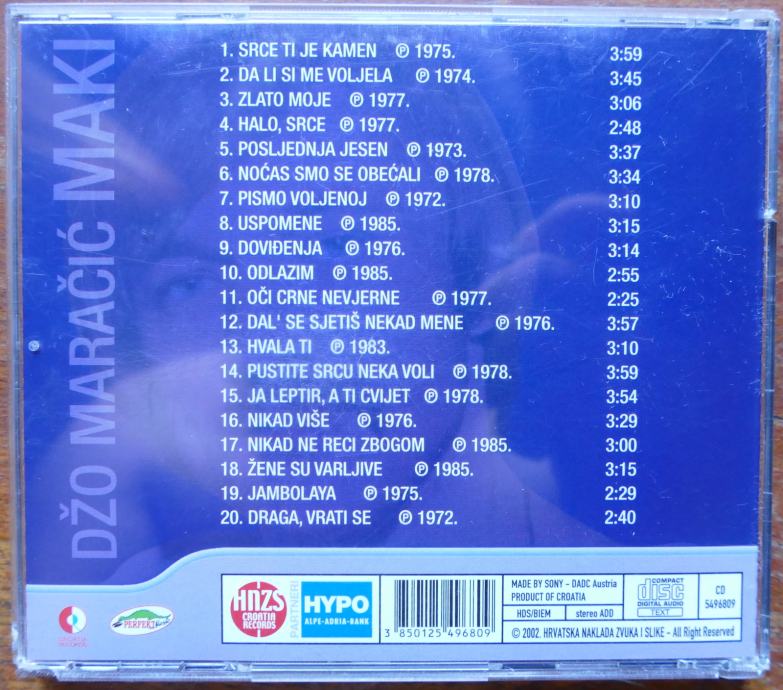 DŽO MARAČIĆ MAKI
1. SRCE TI JE KAMEN ℗ 1975. 3:59
2. DA LI SI ME VOLJELA ℗ 1974. 3:45
3. ZLATO MOJE ℗ 1977. 3:06
4. HALO, SRCE ℗ 1977. 2:48
5. POSLJEDNJA JESEN ℗ 1973. 3:37
6. NOĆAS SMO SE OBEĆALI ℗ 1978. 3:34
7. PISMO VOLJENOJ ℗ 1972. 3:10
8. USPOMENE ℗ 1985. 3:15
9. DOVIĐENJA ℗ 1976. 3:14
10. ODLAZIM ℗ 1985. 2:55
11. OČI CRNE NEVJERNE ℗ 1977. 2:25
12. DAL' SE SJETIŠ NEKAD MENE ℗ 1976. 3:57
13. HVALA TI ℗ 1983. 3:10
14. PUSTITE SRCU NEKA VOLI ℗ 1978. 3:59
15. JA LEPTIR, A TI CVIJET ℗ 1978. 3:54
16. NIKAD VIŠE ℗ 1976. 3:29
17. NIKAD NE RECI ZBOGOM ℗ 1985. 3:00
18. ŽENE SU VARLJIVE ℗ 1985. 3:15
19. JAMBOLAYA ℗ 1975. 2:29
20. DRAGA, VRATI SE ℗ 1972. 2:40
CROATIA
RECORDS
PERFEKT
HNZS
CROATIA
RECORDS
PARTNERI
HYPO
ALPE-ADRIA-BANK
3 850125 496809
MADE BY SONY - DADC Austria
PRODUCT OF CROATIA
HDS/BIEM
stereo ADD
COMPACT
disc
DIGITAL AUDIO
TEXT
CD
5496809
© 2002. HRVATSKA NAKLADA ZVUKA I SLIKE - All Right Reserved